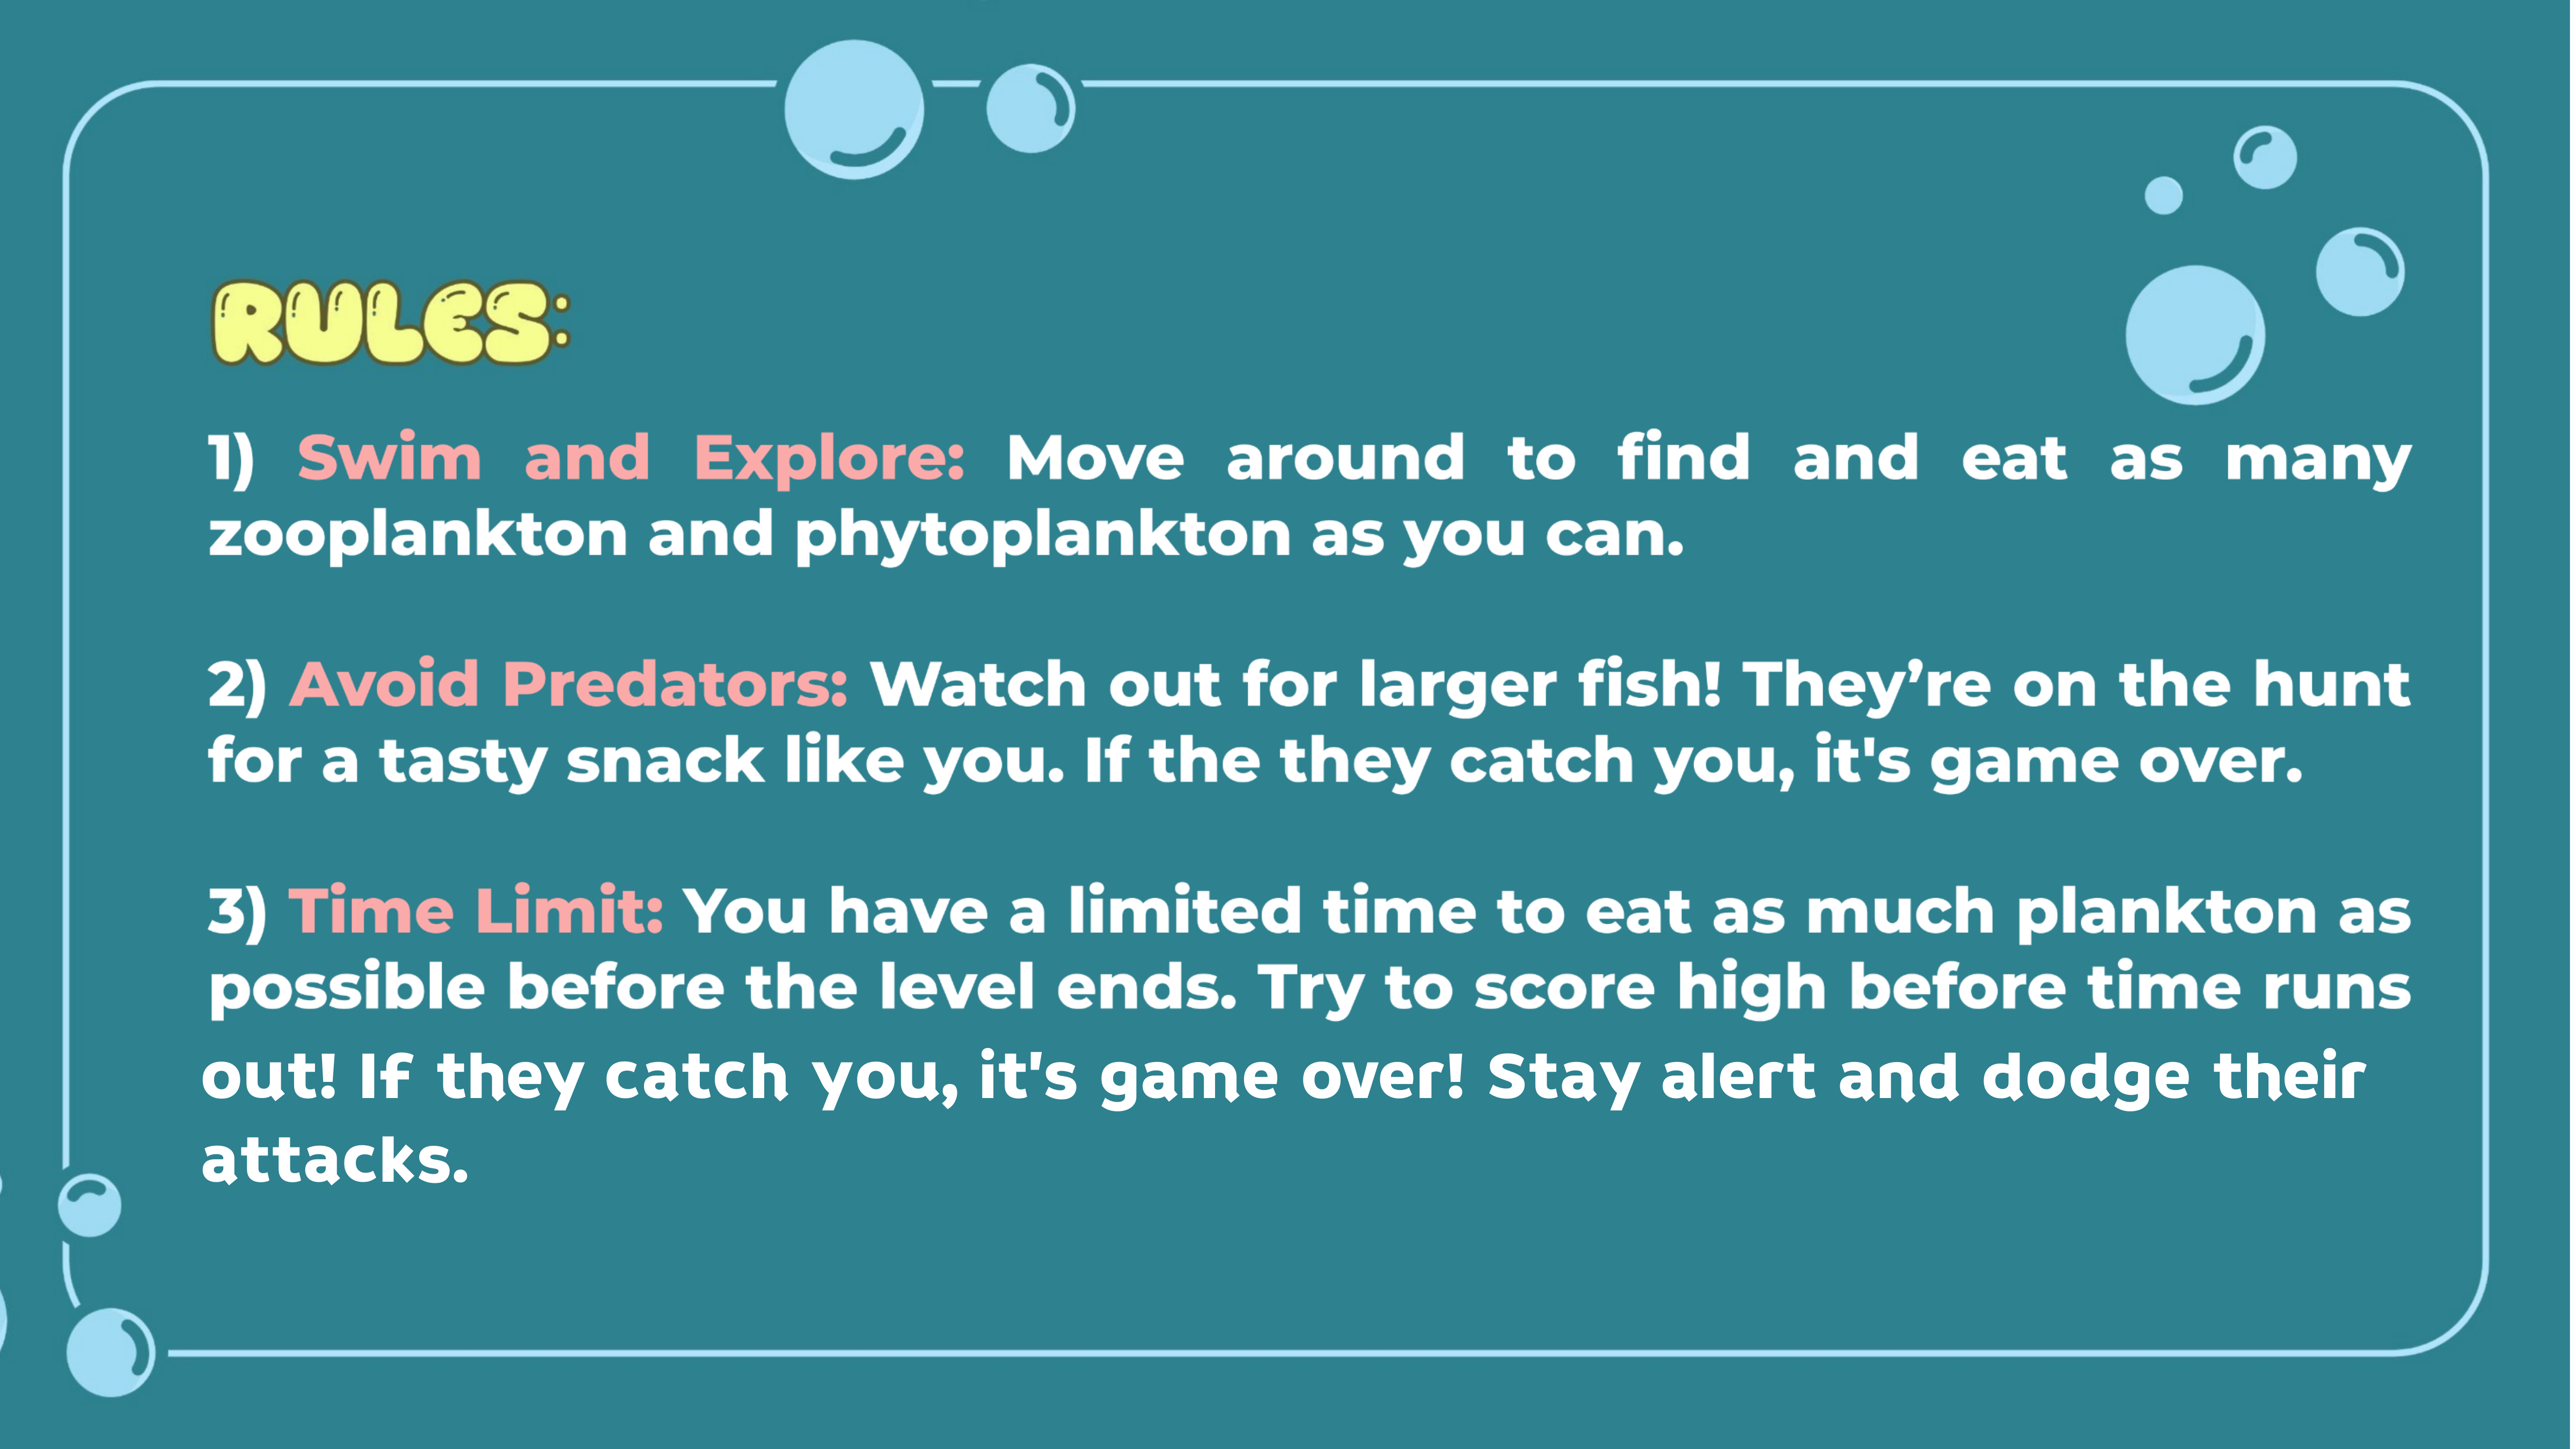 RULES:
1) Swim and Explore: Move around to find and eat as many
zooplankton and phytoplankton as you can.
2) Avoid Predators: Watch out for larger fish! They’re on the hunt
for a tasty snack like you. If the they catch you, it's game over.
3) Time Limit: You have a limited time to eat as much plankton as
possible before the level ends. Try to score high before time runs
out! If they catch you, it's game over! Stay alert and dodge their
attacks.